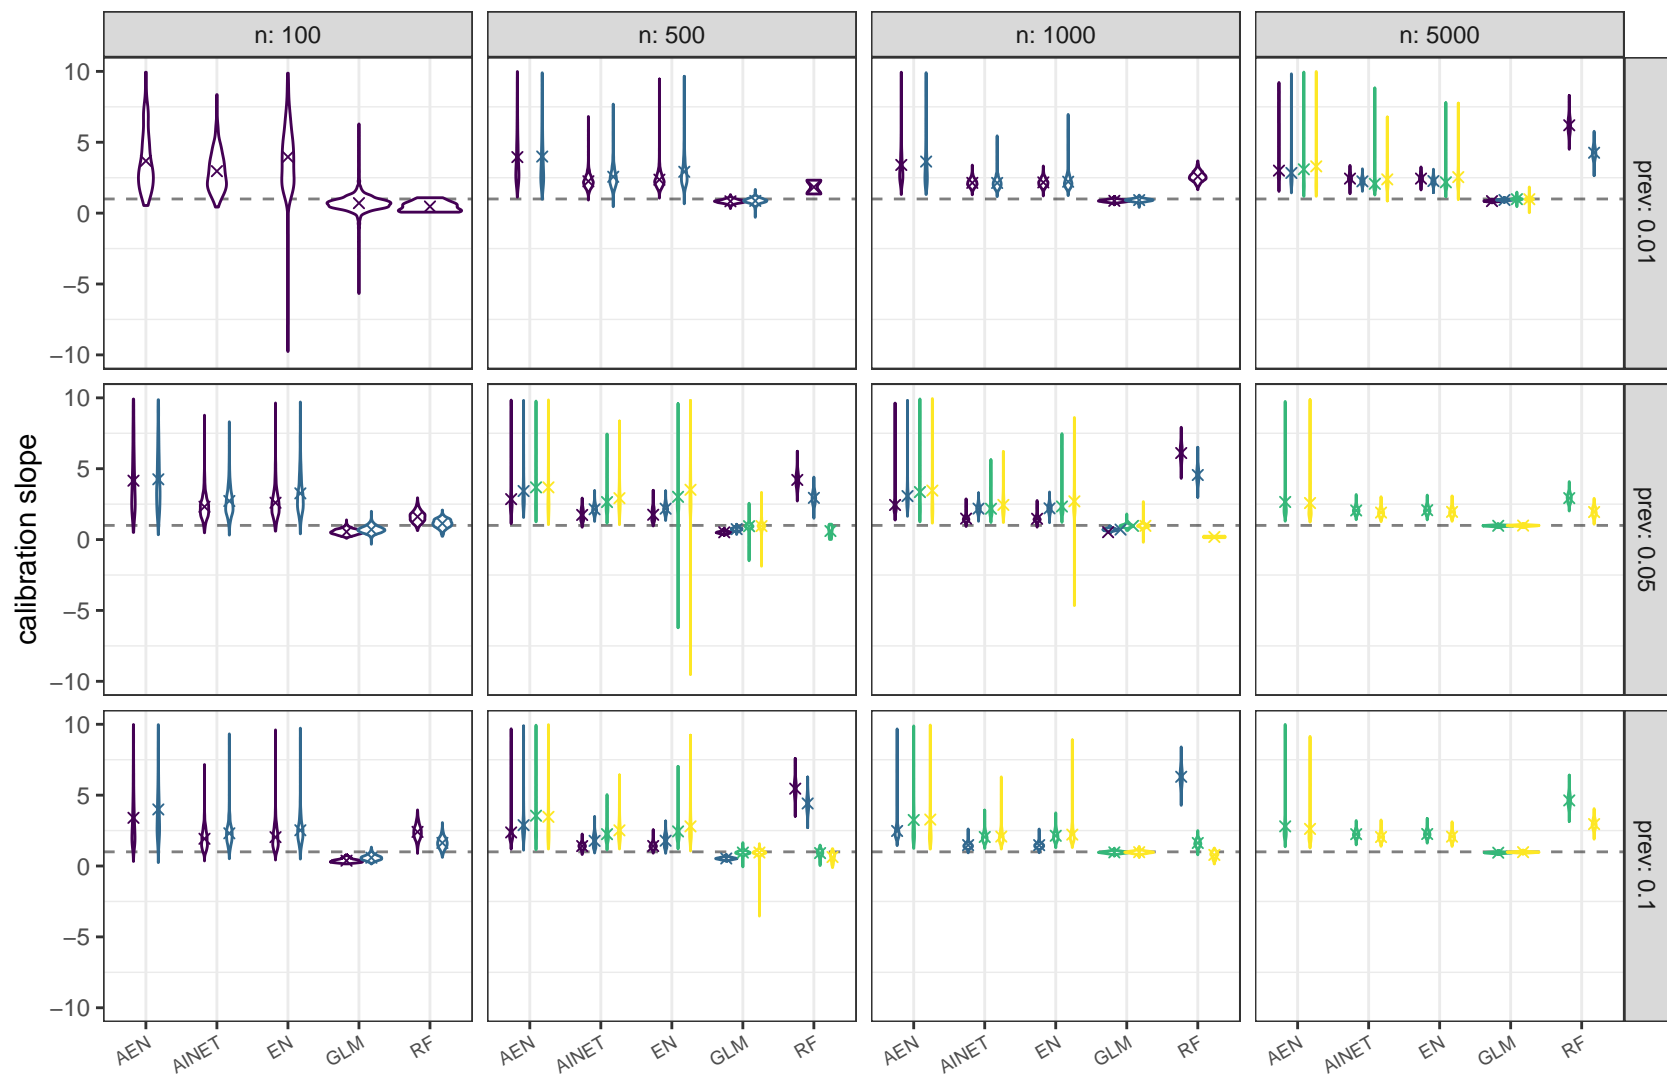 n: 100
n: 500
n: 1000
n: 5000
calibration slope
10
5
0
−5
−10
prev: 0.01
10
5
0
−5
−10
prev: 0.05
10
5
0
−5
−10
prev: 0.1
AEN
AINET
EN
GLM
RF
AEN
AINET
EN
GLM
RF
AEN
AINET
EN
GLM
RF
AEN
AINET
EN
GLM
RF